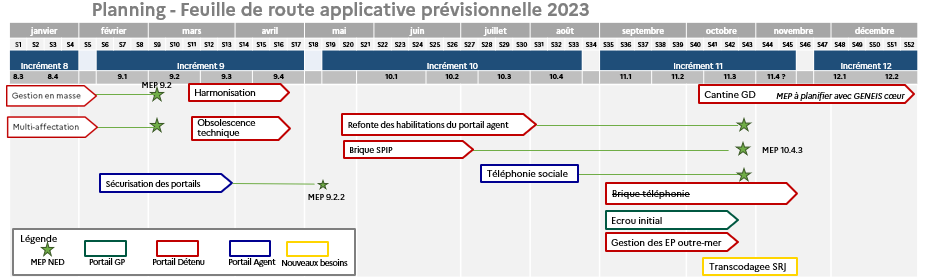 Planning - Feuille de route applicative prévisionnelle 2023
janvier février mars avril mai juin juillet août septembre octobre novembre décembre
S1 S2 S3 S4 S5 S6 S7 S8 S9 S10 S11 S12 S13 S14 S15 S16 S17 S18 S19 S20 S21 S22 S23 S24 S25 S26 S27 S28 S29 S30 S31 S32 S33 S34 S35 S36 S37 S38 S39 S40 S41 S42 S43 S44 S45 S46 S47 S48 S49 S50 S51 S52
Incrément 8 Incrément 9 Incrément 10 Incrément 11 Incrément 12
8.3 8.4 9.1 9.2 9.3 9.4 10.1 10.2 10.3 10.4 11.1 11.2 11.3 11.4 ? 12.1 12.2
MEP 9.2
Gestion en masse
Harmonisation
Cantine GD MEP à planifier avec GENEIS cœur
Multi-affectation
Obsolescence
technique
Refonte des habilitations du portail agent
Brique SPIP
MEP 10.4.3
Téléphonie sociale
Sécurisation des portails
MEP 9.2.2
Brique téléphonie
Ecrou initial
Gestion des EP outre-mer
Transcodagee SRJ
Légende
MEP NED
Portail GP
Portail Détenu
Portail Agent
Nouveaux besoins